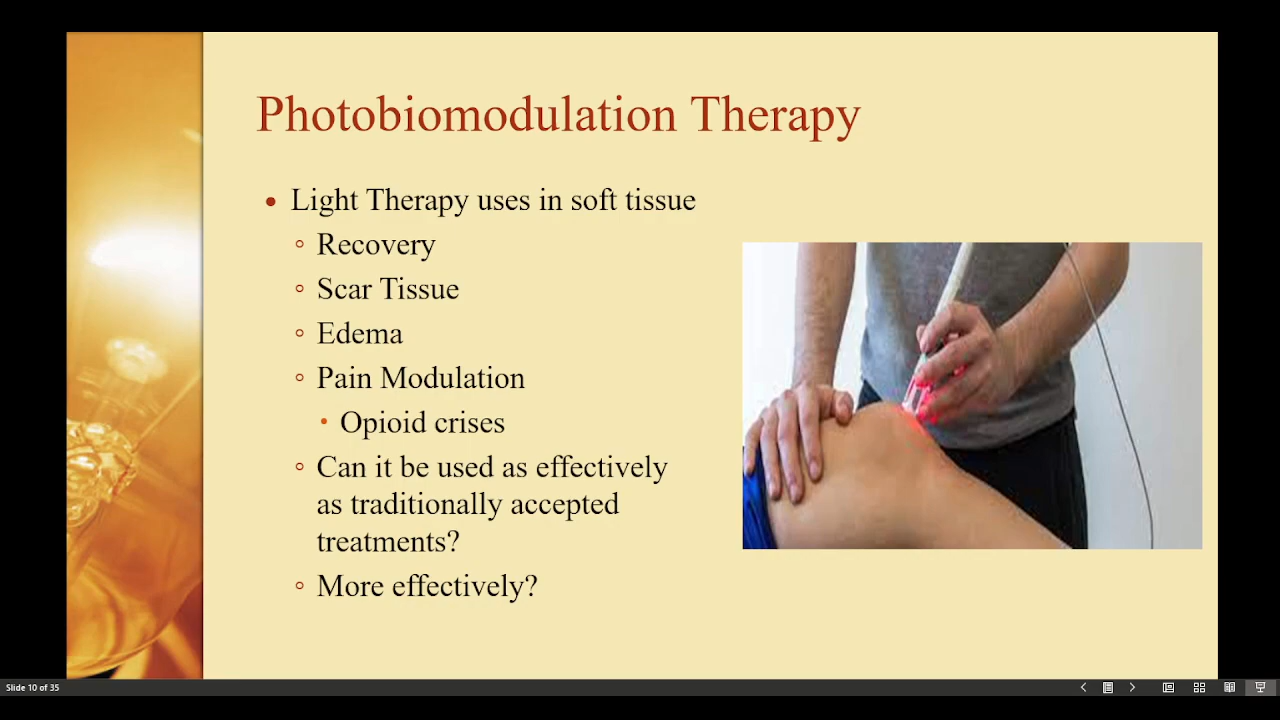 Photobiomodulation Therapy
Light Therapy uses in soft tissue
Recovery
Scar Tissue
Edema
Pain Modulation
Opioid crises
Can it be used as effectively
as traditionally accepted
treatments?
More effectively?
Slide 10 of 35